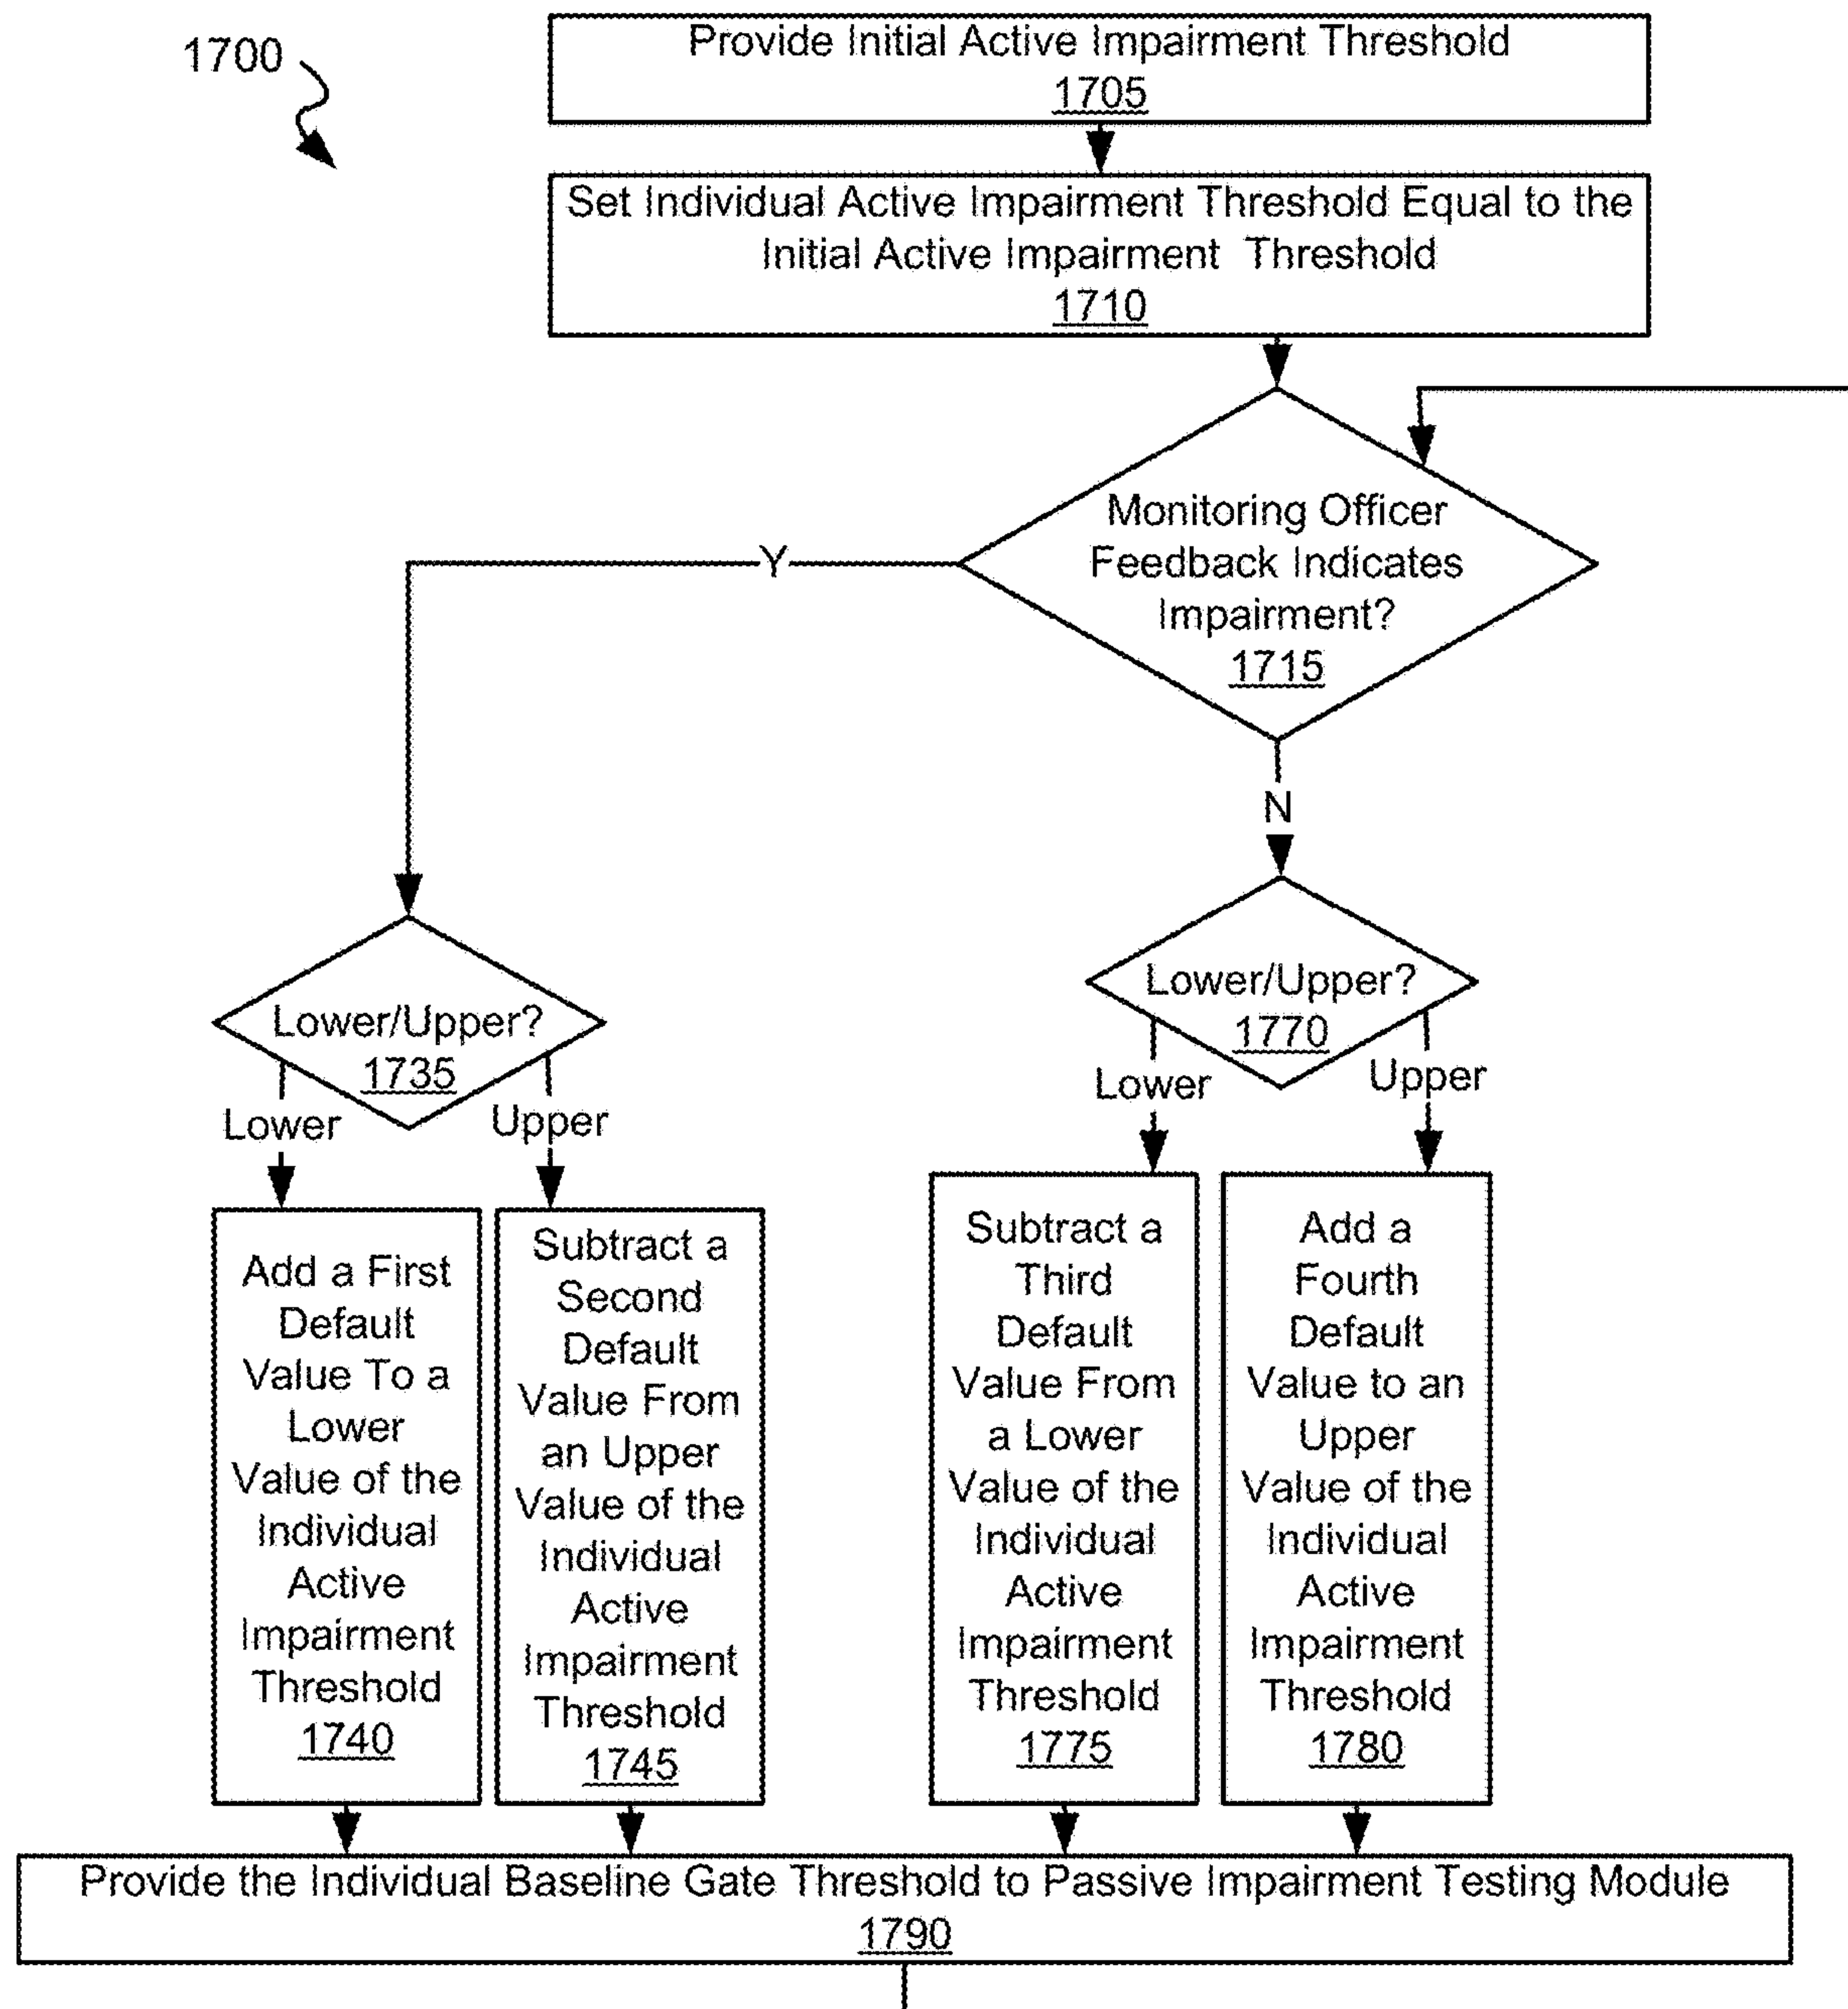 1700
Provide Initial Active Impairment Threshold
1705
Set Individual Active Impairment Threshold Equal to the
Initial Active Impairment Threshold
1710
Monitoring Officer
Feedback Indicates
Impairment?
1715
Y
N
Lower/Upper?
1735
Lower
Upper
Lower/Upper?
1770
Lower
Upper
Add a First
Default
Value To a
Lower
Value of the
Individual
Active
Impairment
Threshold
1740
Subtract a
Second
Default
Value From
an Upper
Value of the
Individual
Active
Impairment
Threshold
1745
Subtract a
Third
Default
Value From
a Lower
Value of the
Individual
Active
Impairment
Threshold
1775
Add a
Fourth
Default
Value to an
Upper
Value of the
Individual
Active
Impairment
Threshold
1780
Provide the Individual Baseline Gate Threshold to Passive Impairment Testing Module
1790